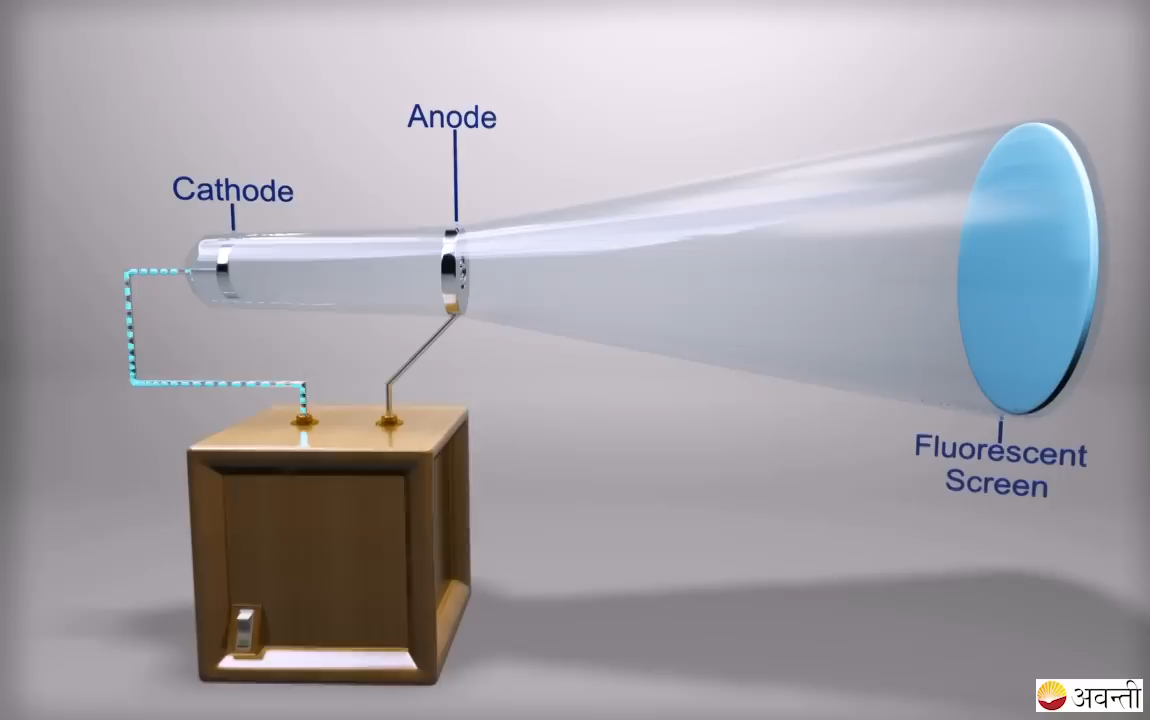 Anode
Cathode
Fluorescent
Screen
अवन्ती